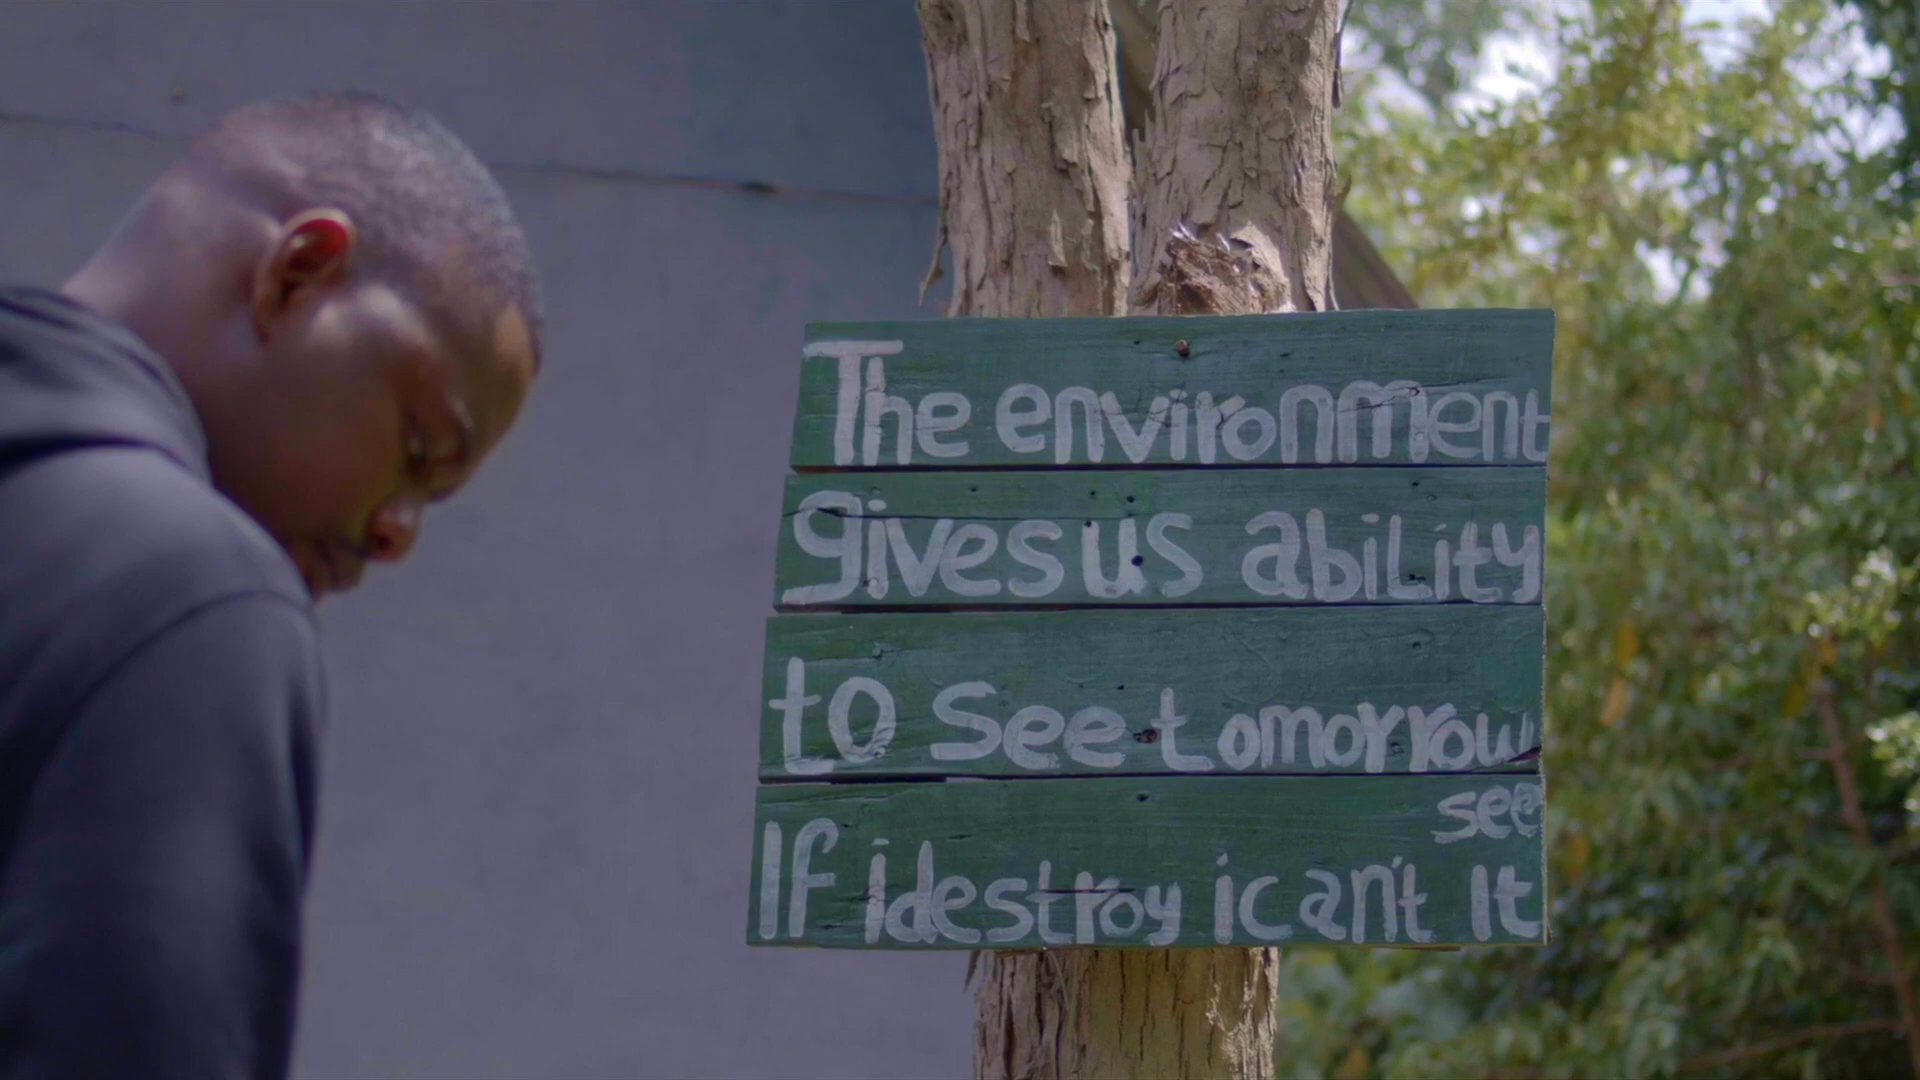 The environment
gives us ability
to see tomorrow
see
If i destroy i can't It